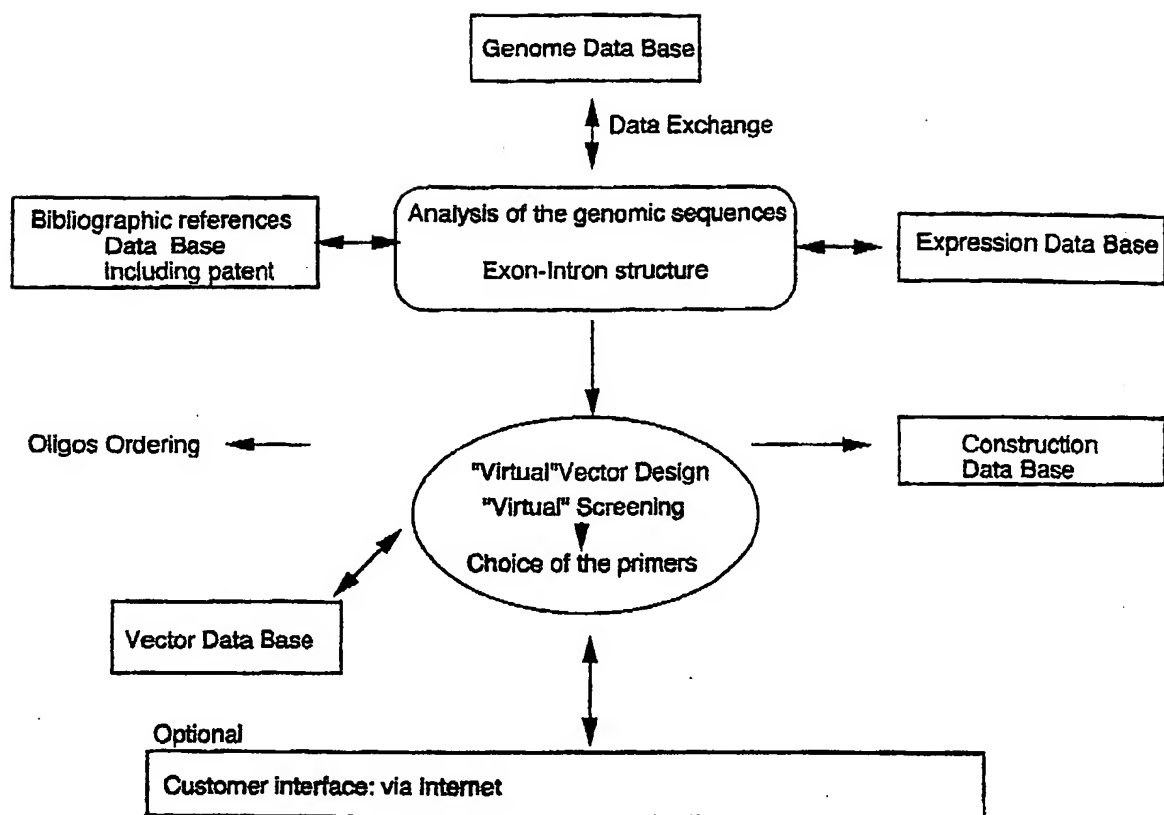 Genome Data Base
Data Exchange
Bibliographic references
Data Base
Including patent
Analysis of the genomic sequences
Exon-Intron structure
Expression Data Base
Oligos Ordering
"Virtual"Vector Design
"Virtual" Screening
Choice of the primers
Construction
Data Base
Vector Data Base
Optional
Customer interface: via Internet